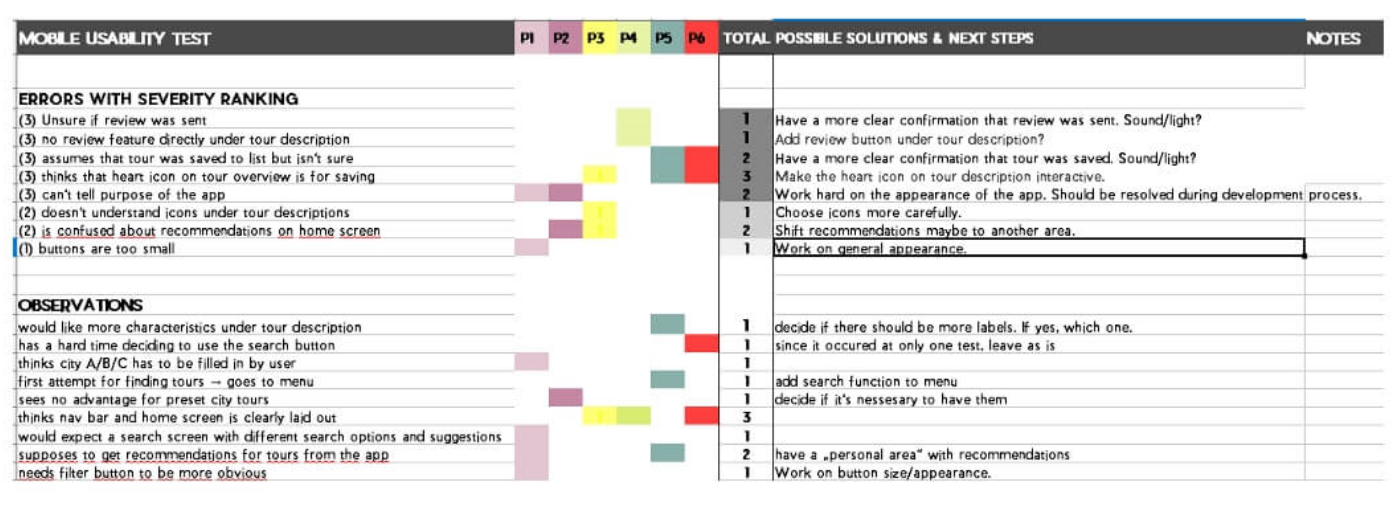 MOBILE USABILITY TEST P1 P2 P3 P4 P5 P6 TOTAL POSSIBLE SOLUTIONS & NEXT STEPS NOTES
ERRORS WITH SEVERITY RANKING
(3) Unsure if review was sent 1 Have a more clear confirmation that review was sent. Sound/light?
(3) no review feature directly under tour description 1 Add review button under tour description?
(3) assumes that tour was saved to list but isn't sure 2 Have a more clear confirmation that tour was saved. Sound/light?
(3) thinks that heart icon on tour overview is for saving 3 Make the heart icon on tour description interactive.
(3) can't tell purpose of the app 2 Work hard on the appearance of the app. Should be resolved during development process.
(2) doesn't understand icons under tour descriptions 1 Choose icons more carefully.
(2) is confused about recommendations on home screen 2 Shift recommendations maybe to another area.
(1) buttons are too small 1 Work on general appearance.
OBSERVATIONS
would like more characteristics under tour description 1 decide if there should be more labels. If yes, which one.
has a hard time deciding to use the search button 1 since it occured at only one test, leave as is
thinks city A/B/C has to be filled in by user 1
first attempt for finding tours → goes to menu 1 add search function to menu
sees no advantage for preset city tours 1 decide if it's nessesary to have them
thinks nav bar and home screen is clearly laid out 3
would expect a search screen with different search options and suggestions 1
supposes to get recommendations for tours from the app 2 have a „personal area" with recommendations
needs filter button to be more obvious 1 Work on button size/appearance.